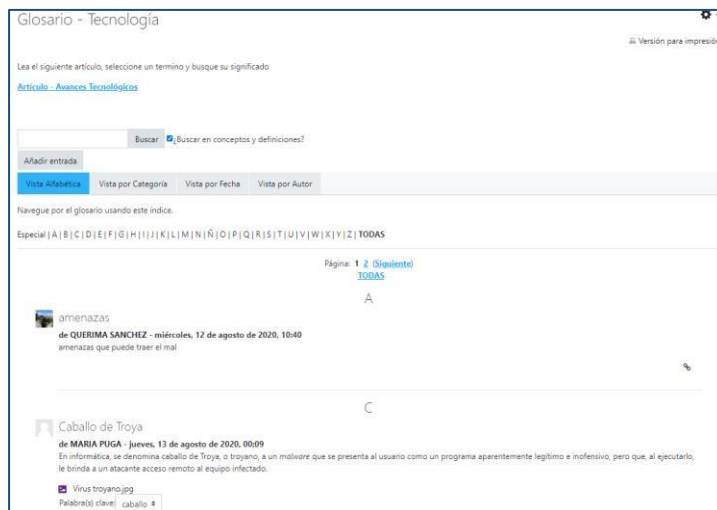 Glosario - Tecnología
Versión para impresión
Lea el siguiente artículo, seleccione un termino y busque su significado
Artículo - Avances Tecnológicos
Buscar ¿Buscar en conceptos y definiciones?
Añadir entrada
Vista Alfabética Vista por Categoría Vista por Fecha Vista por Autor
Navegue por el glosario usando este índice.
Especial | A | B | C | D | E | F | G | H | I | J | K | L | M | N | Ñ | O | P | Q | R | S | T | U | V | W | X | Y | Z | TODAS
Página: 1 2 (Siguiente)
TODAS
A
amenazas
de QUERIMA SANCHEZ - miércoles, 12 de agosto de 2020, 10:40
amenazas que puede traer el mal
C
Caballo de Troya
de MARIA PUGA - jueves, 13 de agosto de 2020, 00:09
En informática, se denomina caballo de Troya, o troyano, a un malware que se presenta al usuario como un programa aparentemente legítimo e inofensivo, pero que, al ejecutarlo,
le brinda a un atacante acceso remoto al equipo infectado.
Virus troyano.jpg
Palabra(s) clave: caballo